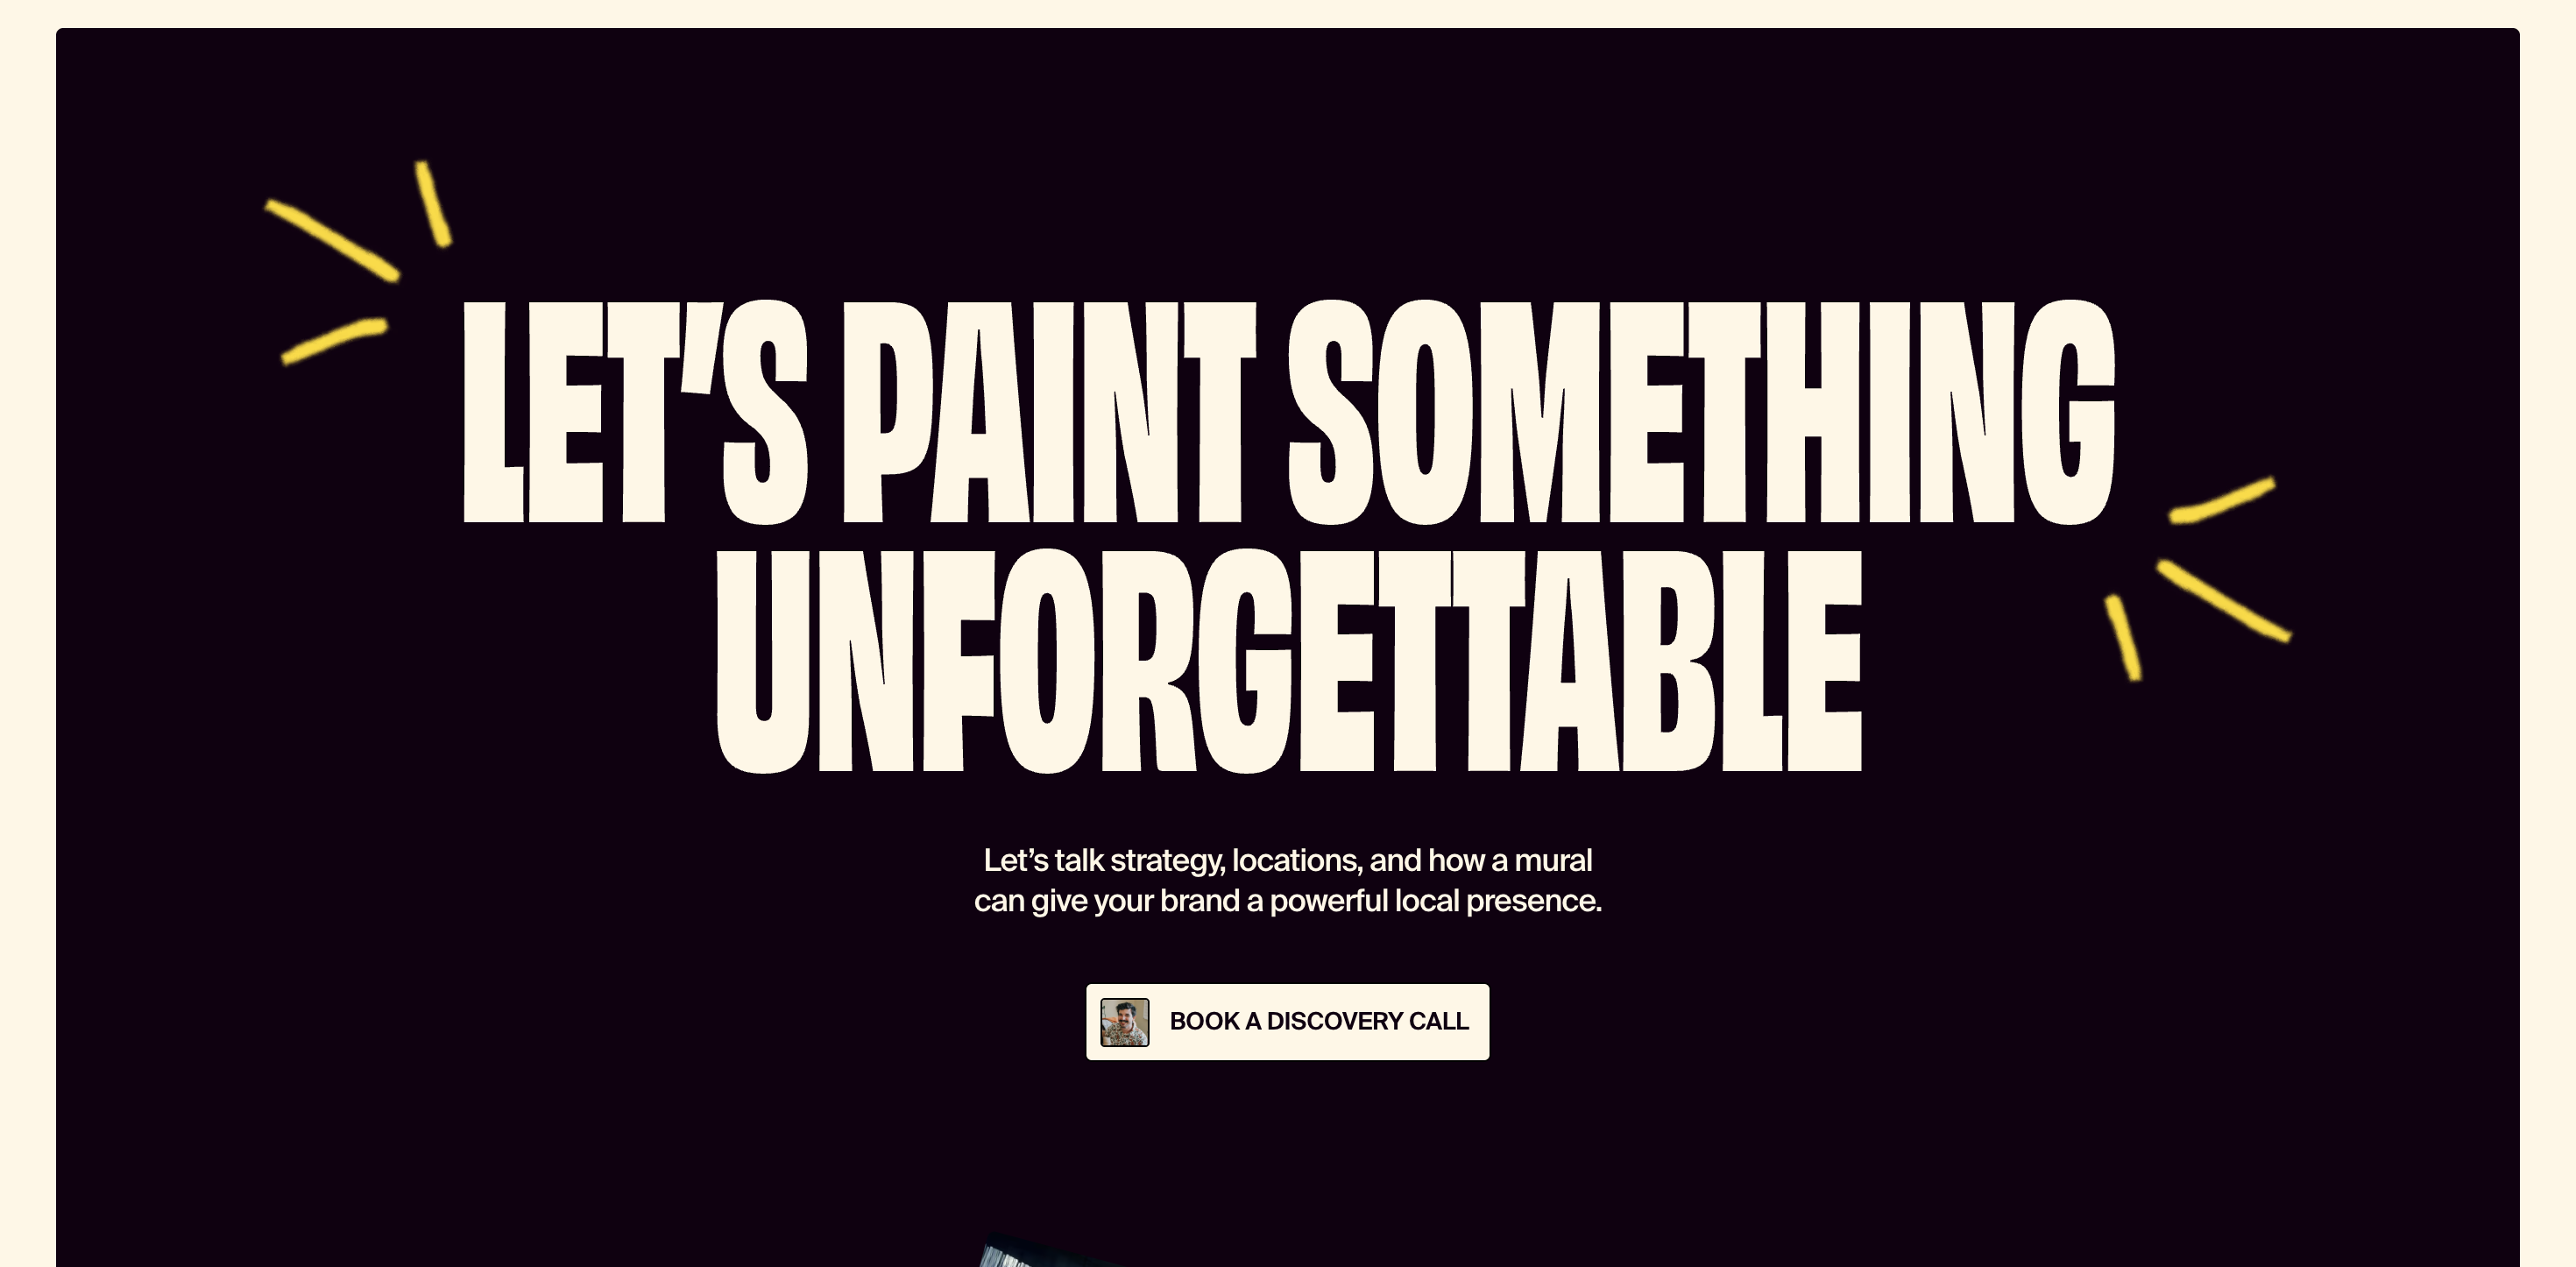 LET’S PAINT SOMETHING
UNFORGETTABLE
Let’s talk strategy, locations, and how a mural
can give your brand a powerful local presence.
BOOK A DISCOVERY CALL